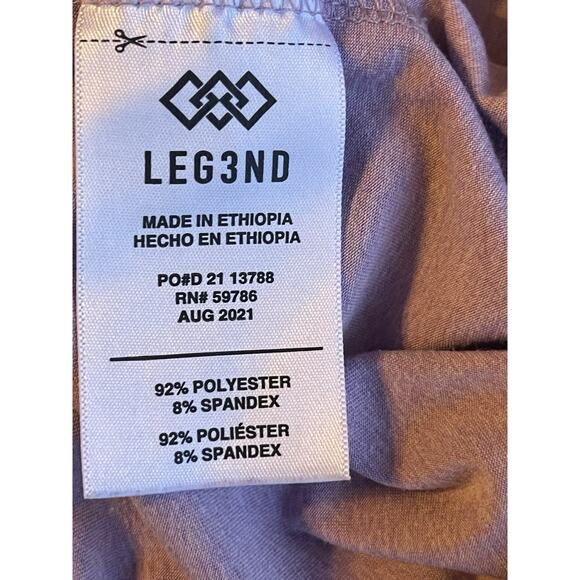 LEG3ND
MADE IN ETHIOPIA
HECHO EN ETHIOPIA
PO#D 21 13788
RN# 59786
AUG 2021
92% POLYESTER
8% SPANDEX
92% POLIÉSTER
8% SPANDEX